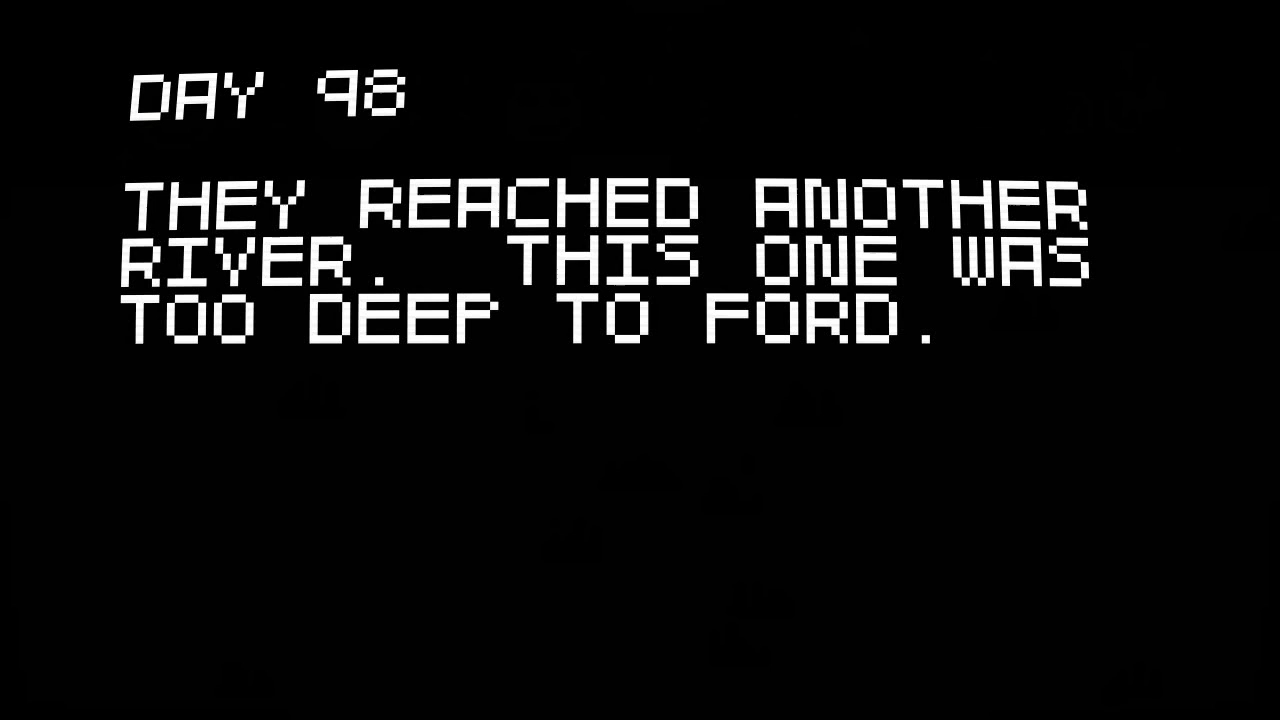 DAY 98
THEY REACHED ANOTHER
RIVER. THIS ONE WAS
TOO DEEP TO FORD.